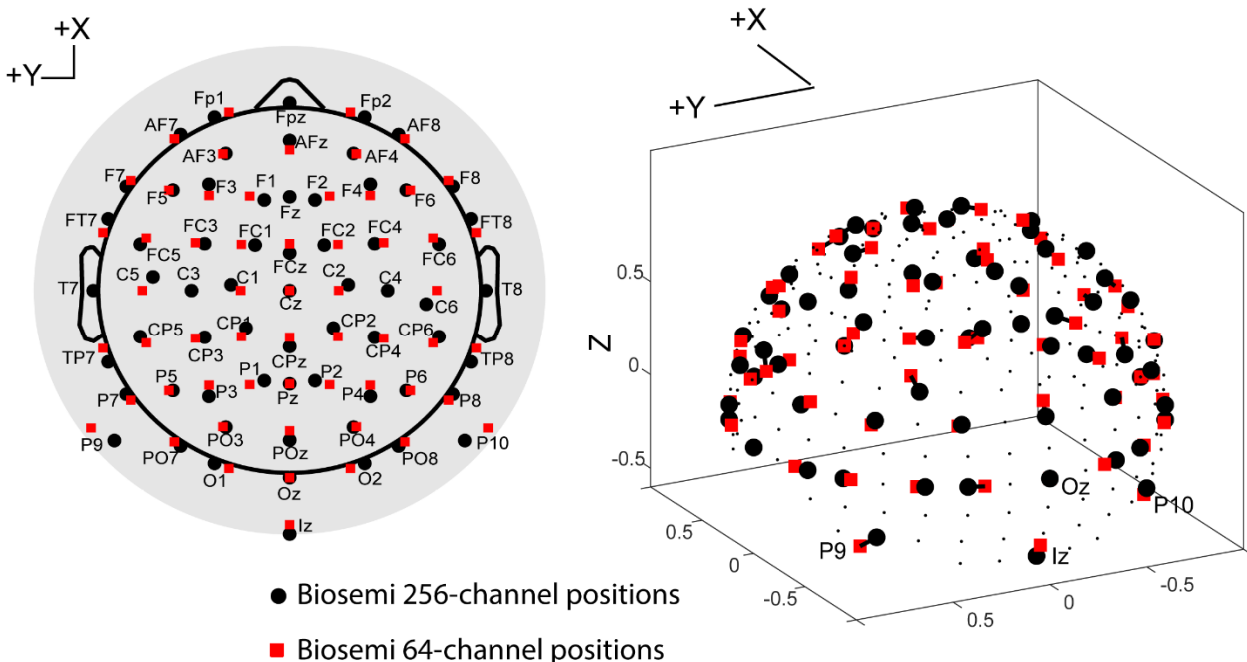 +X
+Y
Fp1 Fp2
Fpz
AF7 AF8
AFz
AF3 AF4
F7 F8
F5 F3 F1 F2 F4 F6
Fz
FT7 FT8
FC3 FC1 FC2 FC4
FC5 FCz FC6
T7 C5 C3 C1 C2 C4 T8
Cz
C6
CP5 CP1 CP2 CP6
CP3 CPz CP4
TP7 TP8
P5 P3 P1 P2 P4 P6
Pz
P7 P8
P9 PO7 PO3 POz PO4 PO8 P10
O1 O2
Oz
Iz
Biosemi 256-channel positions
Biosemi 64-channel positions
+X
+Y
Z
0.5
0
-0.5
0.5
0
-0.5
0.5
0
-0.5
Oz
P10
P9
Iz